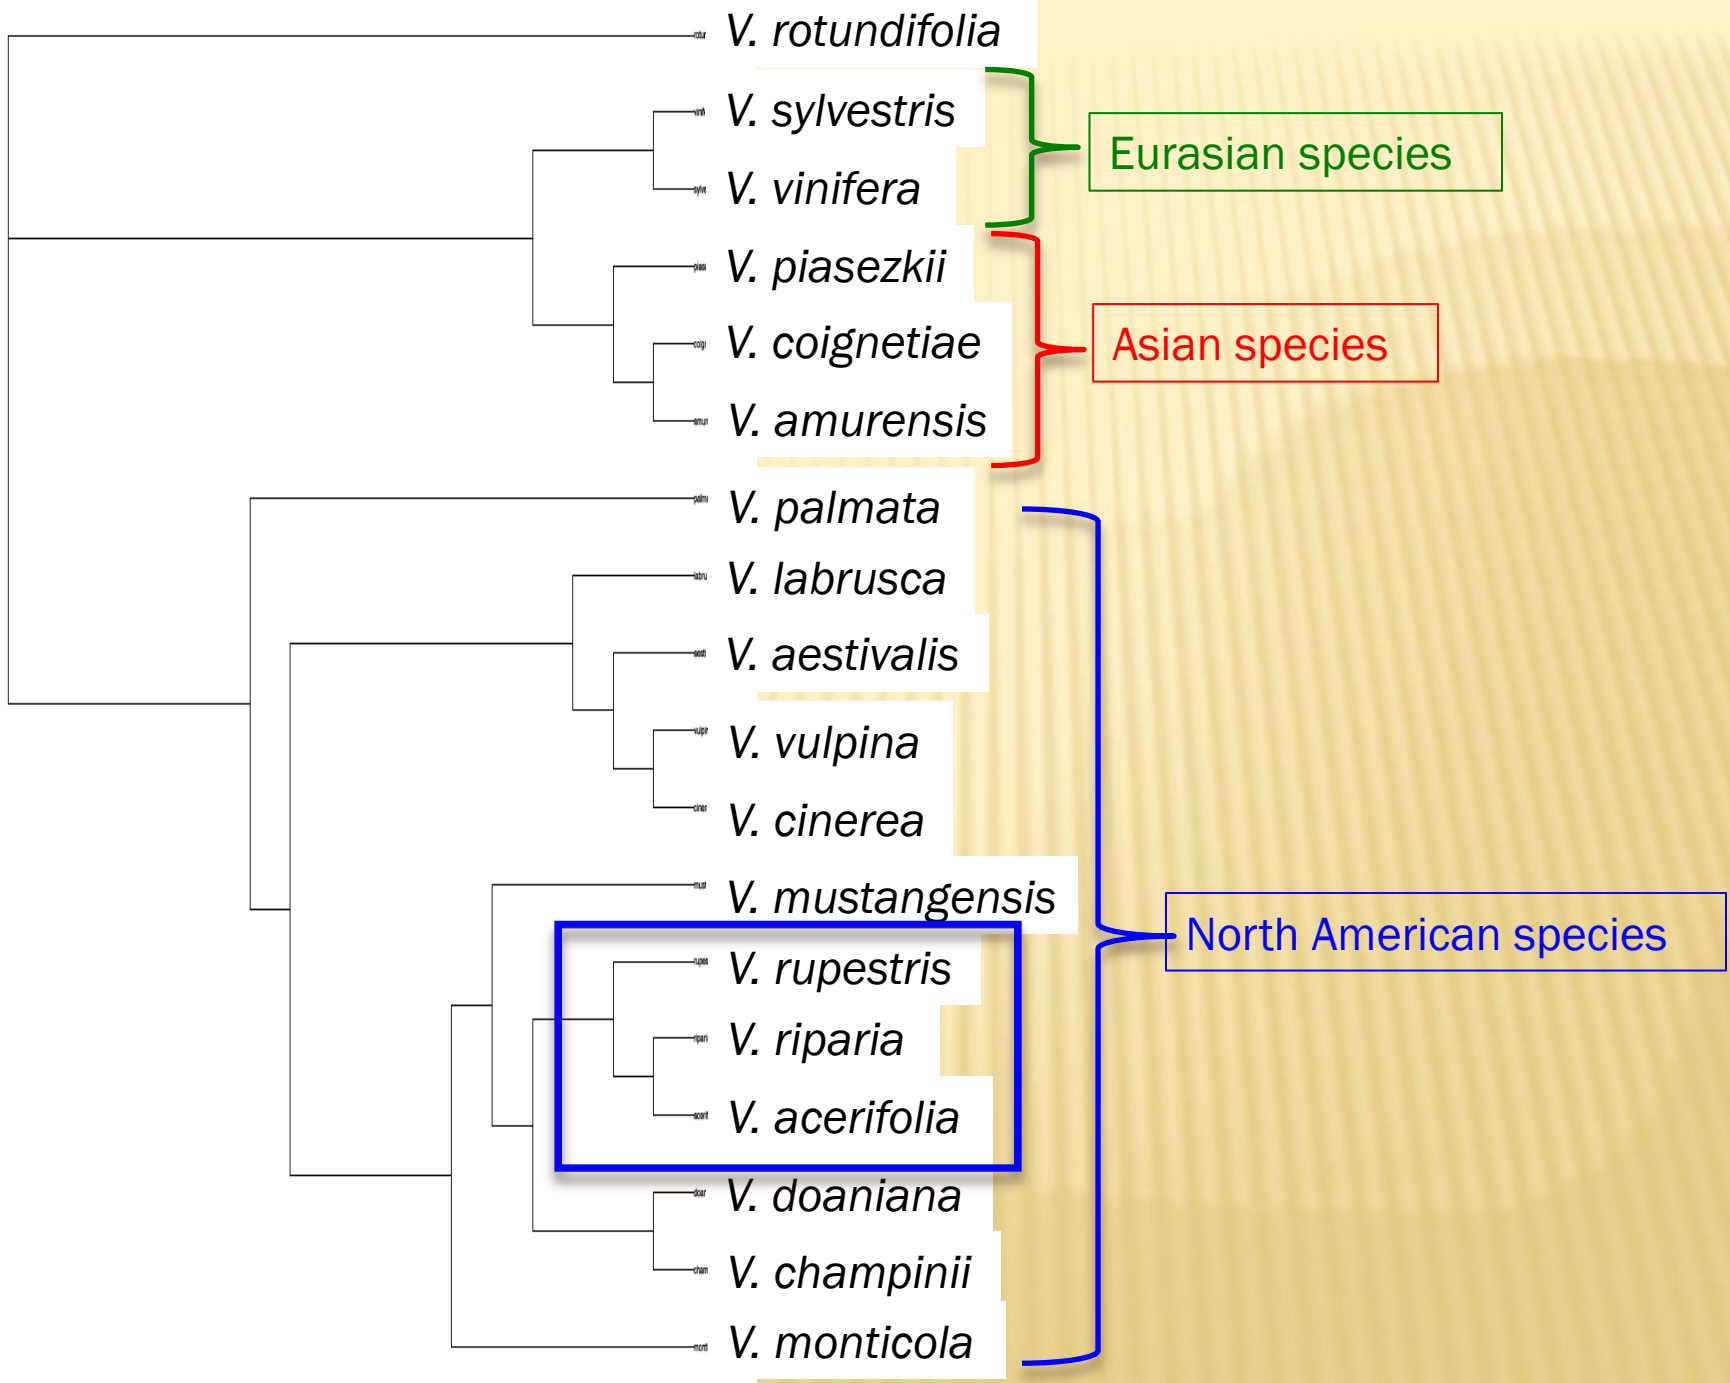 V. rotundifolia
V. sylvestris
V. vinifera
Eurasian species
V. piasezkii
V. coignetiae
V. amurensis
Asian species
V. palmata
V. labrusca
V. aestivalis
V. vulpina
V. cinerea
V. mustangensis
V. rupestris
V. riparia
V. acerifolia
V. doaniana
V. champinii
V. monticola
North American species